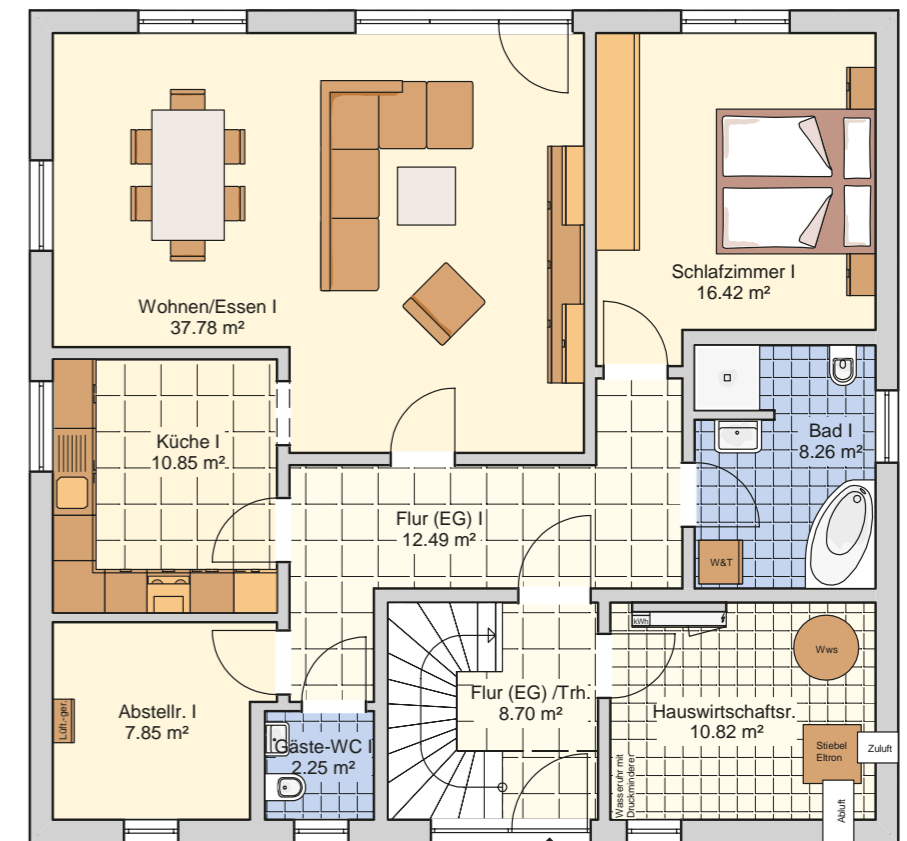 Wohnen/Essen I
37.78 m²
Schlafzimmer I
16.42 m²
Küche I
10.85 m²
Bad I
8.26 m²
Flur (EG) I
12.49 m²
W&T
kWh
Wws
Lüft.-ger.
Abstellr. I
7.85 m²
Gäste-WC I
2.25 m²
Flur (EG) /Trh.
8.70 m²
Hauswirtschaftsr.
10.82 m²
Wasseruhr mit
Druckminderer
Stiebel
Eltron
Zuluft
Abluft